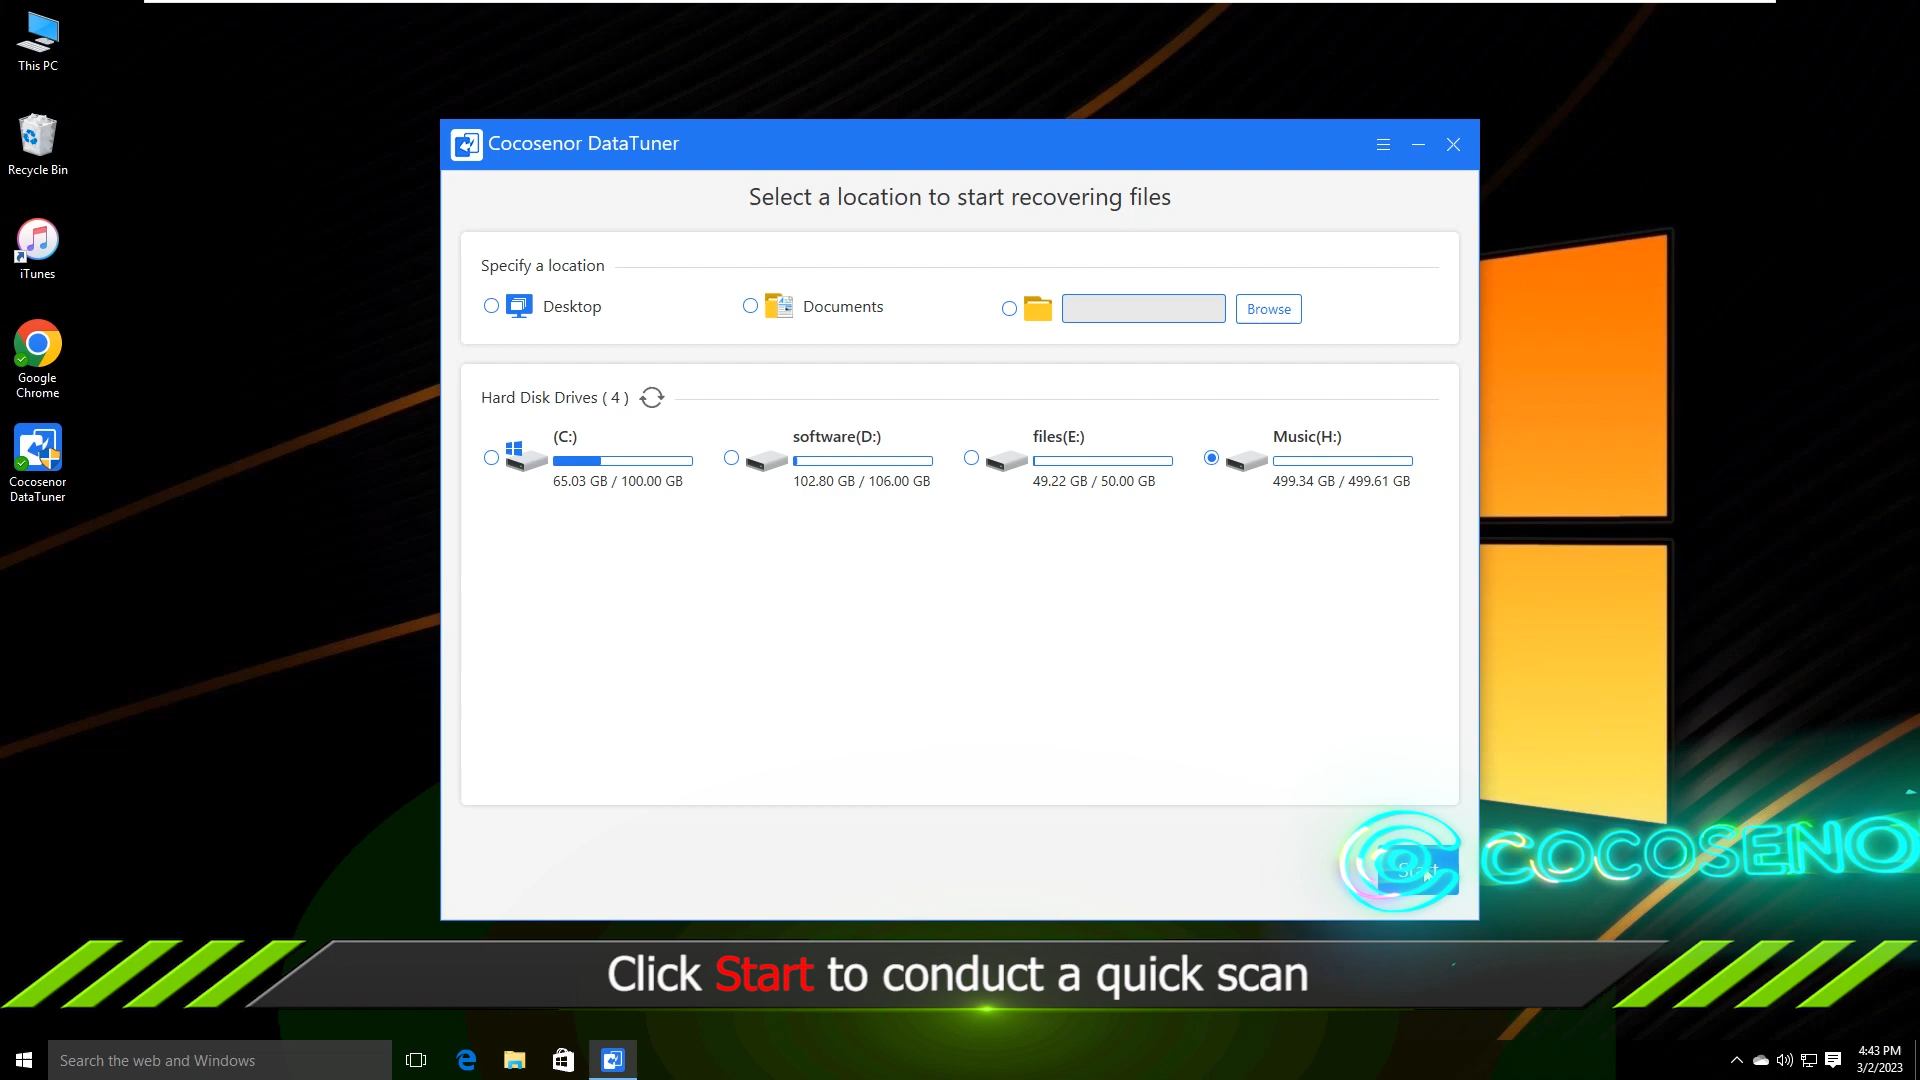 This PC
Recycle Bin
iTunes
Google
Chrome
Cocosenor
DataTuner
Cocosenor DataTuner
Select a location to start recovering files
Specify a location
Desktop
Documents
Browse
Hard Disk Drives ( 4 )
(C:)
65.03 GB / 100.00 GB
software(D:)
102.80 GB / 106.00 GB
files(E:)
49.22 GB / 50.00 GB
Music(H:)
499.34 GB / 499.61 GB
Start
COCOSENO
Click Start to conduct a quick scan
Search the web and Windows
4:43 PM
3/2/2023